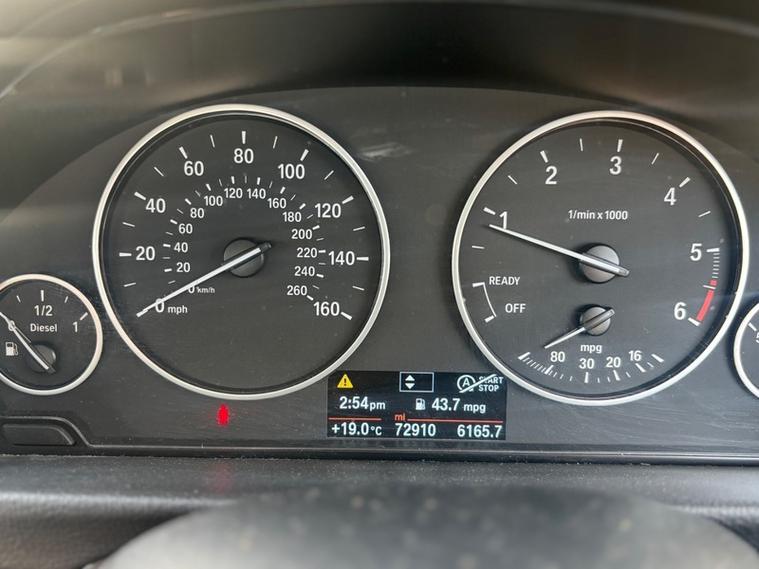 0 20 40 60 80 100 120 140 160
mph
0 20 40 60 80 100 120 140 160 180 200 220 240 260
km/h
1 2 3 4 5 6
1/min x 1000
READY
OFF
80 30 20 16
mpg
0 1/2 1
Diesel
A START
STOP
2:54pm 43.7 mpg
mi
+19.0°C 72910 6165.7